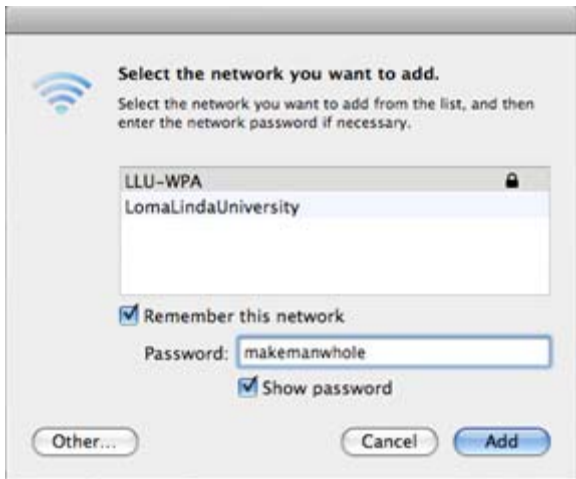 Select the network you want to add.
Select the network you want to add from the list, and then
enter the network password if necessary.
LLU-WPA
LomaLindaUniversity
Remember this network
Password: makemanwhole
Show password
Other... Cancel Add